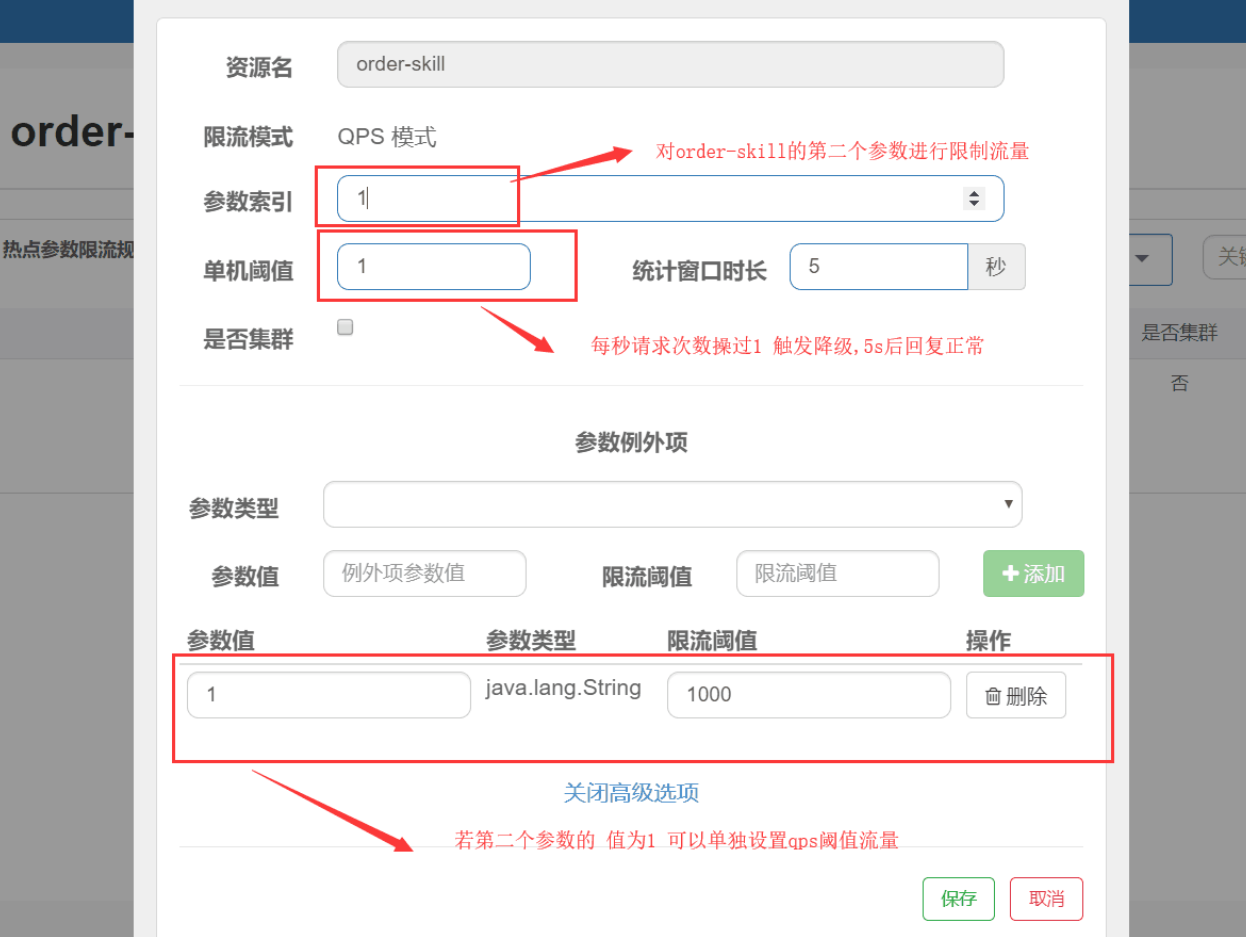 资源名 order-skill
order-
限流模式 QPS 模式
对order-skill的第二个参数进行限制流量
参数索引 1
热点参数限流规
关键
单机阈值 1 统计窗口时长 5 秒
是否集群
是否集群
每秒请求次数操过1 触发降级,5s后回复正常
否
参数例外项
参数类型
参数值 例外项参数值 限流阈值 限流阈值 添加
参数值 参数类型 限流阈值 操作
1 java.lang.String 1000 删除
关闭高级选项
若第二个参数的 值为1 可以单独设置qps阈值流量
保存 取消